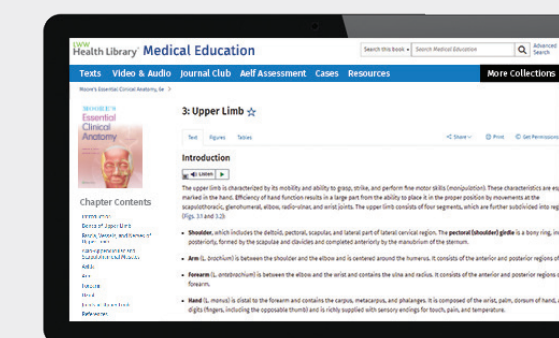 LWW
Health Library Medical Education
Search this book
Search Medical Education
Advanced
Search
Texts Video & Audio Journal Club Aelf Assessment Cases Resources
More Collections
Moore's Essential Clinical Anatomy, 6e >
3: Upper Limb
Essential
Clinical
Anatomy
Text Figures Tables
Share Print Get Permissions
Introduction
Listen
The upper limb is characterized by its mobility and ability to grasp, strike, and perform fine motor skills (manipulation). These characteristics are
marked in the hand. Efficiency of hand function results in a large part from the ability to place it in the proper position by movements at the
scapulothoracic, glenohumeral, elbow, radio-ulnar, and wrist joints. The upper limb consists of four segments, which are further subdivided into
(Figs. 3.1 and 3.2):
Chapter Contents
Introduction
Bones of Upper Limb
• Shoulder, which includes the deltoid, pectoral, scapular, and lateral part of lateral cervical region. The pectoral (shoulder) girdle is a bony ring,
posteriorly, formed by the scapulae and clavicles and completed anteriorly by the manubrium of the sternum.
• Arm (L. brachium) is between the shoulder and the elbow and is centered around the humerus. It consists of the anterior and posterior regions of
• Forearm (L. antebrachium) is between the elbow and the wrist and contains the ulna and radius. It consists of the anterior and posterior regions
forearm.
• Hand (L. manus) is distal to the forearm and contains the carpus, metacarpus, and phalanges. It is composed of the wrist, palm, dorsum of hand,
digits (fingers, including the opposable thumb) and is richly supplied with sensory endings for touch, pain, and temperature.
Axilla
Arm
Forearm
Hand
References